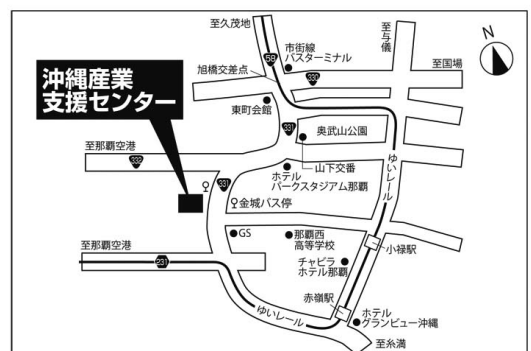 至久茂地
N
至与儀
市街線
バスターミナル
58
旭橋交差点
330
至国場
沖縄産業
支援センター
東町会館
331
奥武山公園
至那覇空港
332
山下交番
ゆいレール
331
ホテル
パークスタジアム那覇
金城バス停
GS
那覇西
高等学校
至那覇空港
小禄駅
チャビラ
ホテル那覇
231
赤嶺駅
ゆいレール
ホテル
グランビュー沖縄
至糸満